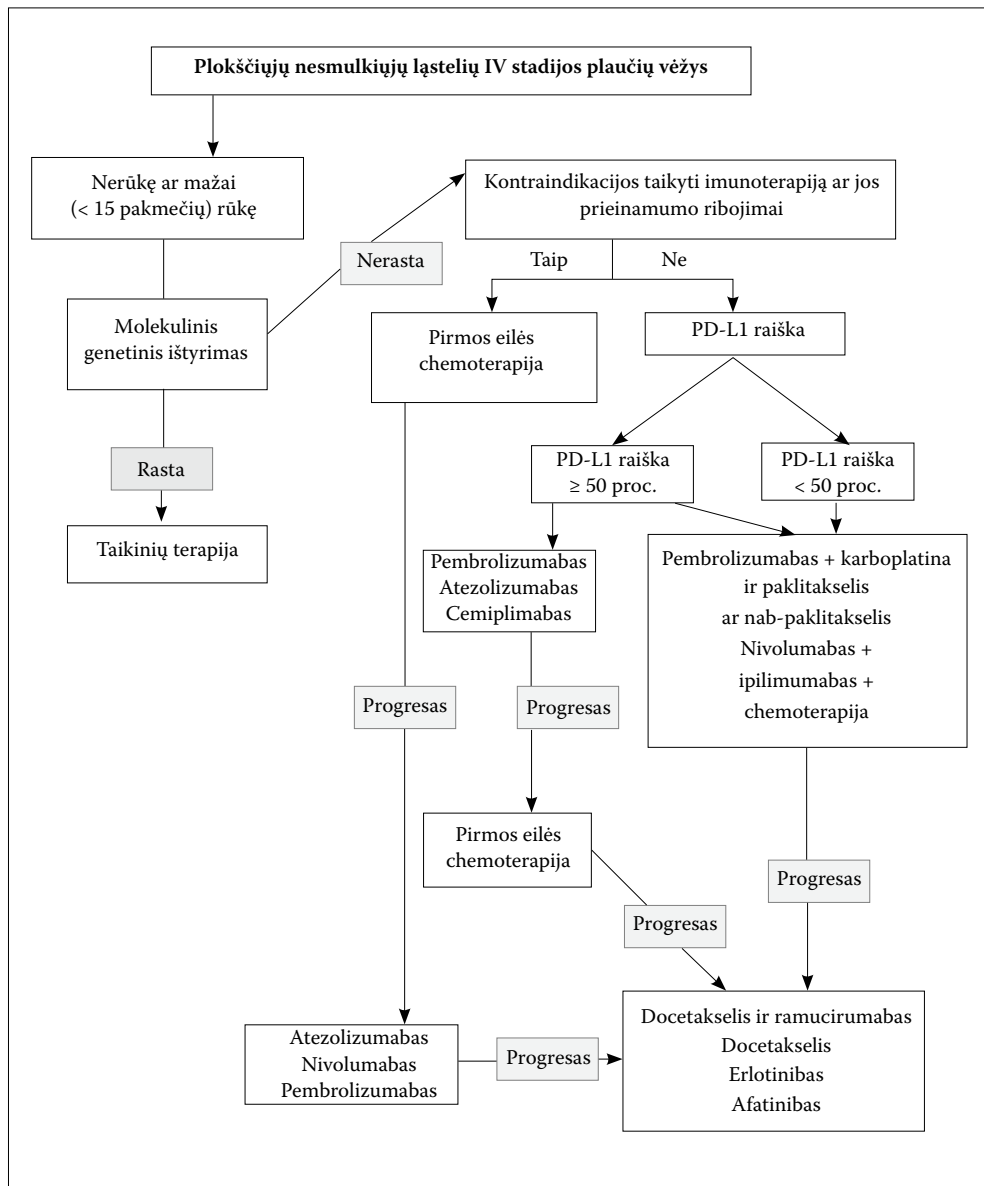 Plokščiųjų nesmulkiųjų ląstelių IV stadijos plaučių vėžys
Nerūkę ar mažai
(< 15 pakmečių) rūkę
Kontraindikacijos taikyti imunoterapiją ar jos
prieinamumo ribojimai
Nerasta
Taip
Ne
Molekulinis
genetinis ištyrimas
Pirmos eilės
chemoterapija
PD-L1 raiška
Rasta
PD-L1 raiška
≥ 50 proc.
PD-L1 raiška
< 50 proc.
Taikinių terapija
Pembrolizumabas
Atezolizumabas
Cemiplimabas
Pembrolizumabas + karboplatina
ir paklitakselis
ar nab-paklitakselis
Nivolumabas +
ipilimumabas +
chemoterapija
Progresas
Progresas
Pirmos eilės
chemoterapija
Progresas
Progresas
Atezolizumabas
Nivolumabas
Pembrolizumabas
Progresas
Docetakselis ir ramucirumabas
Docetakselis
Erlotinibas
Afatinibas